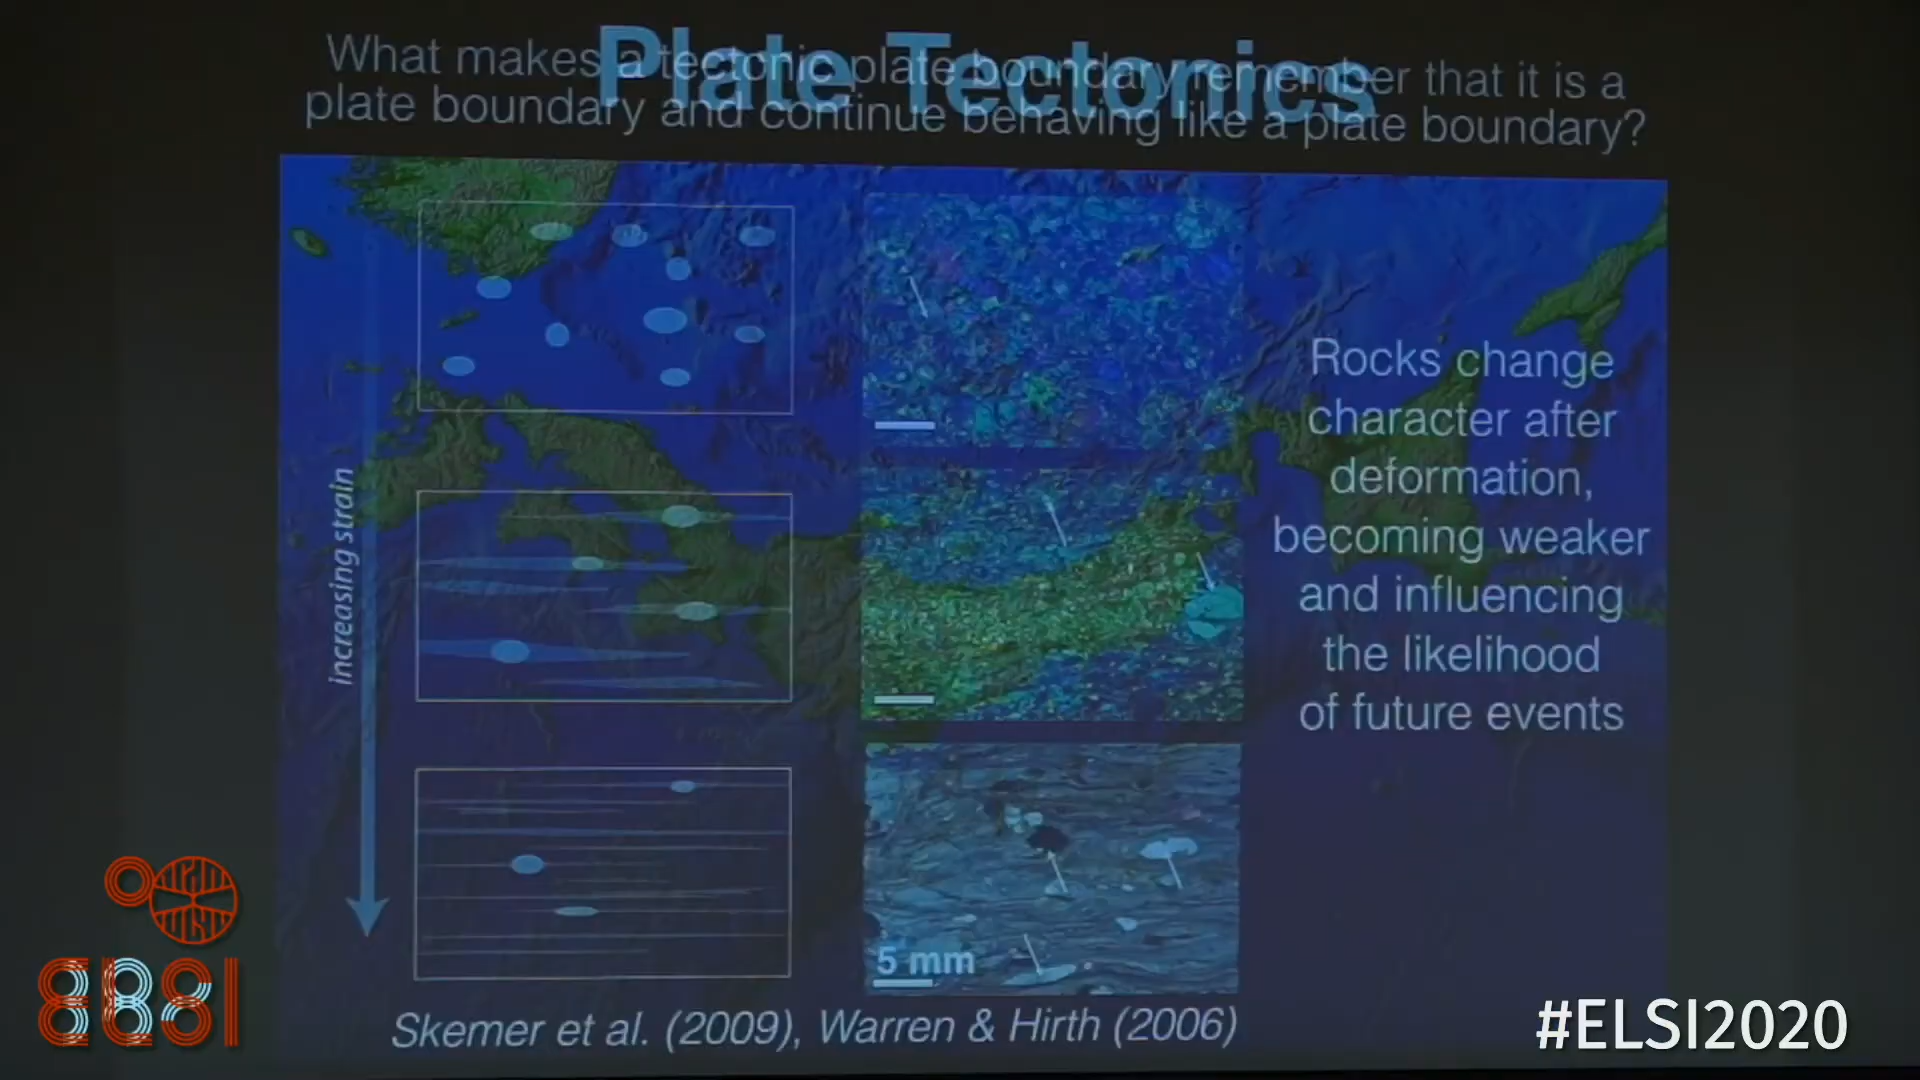 Plate Tectonics
What makes a tectonic plate boundary remember that it is a
plate boundary and continue behaving like a plate boundary?
increasing strain
Rocks change
character after
deformation,
becoming weaker
and influencing
the likelihood
of future events
5 mm
Skemer et al. (2009), Warren & Hirth (2006)
ELSI
#ELSI2020